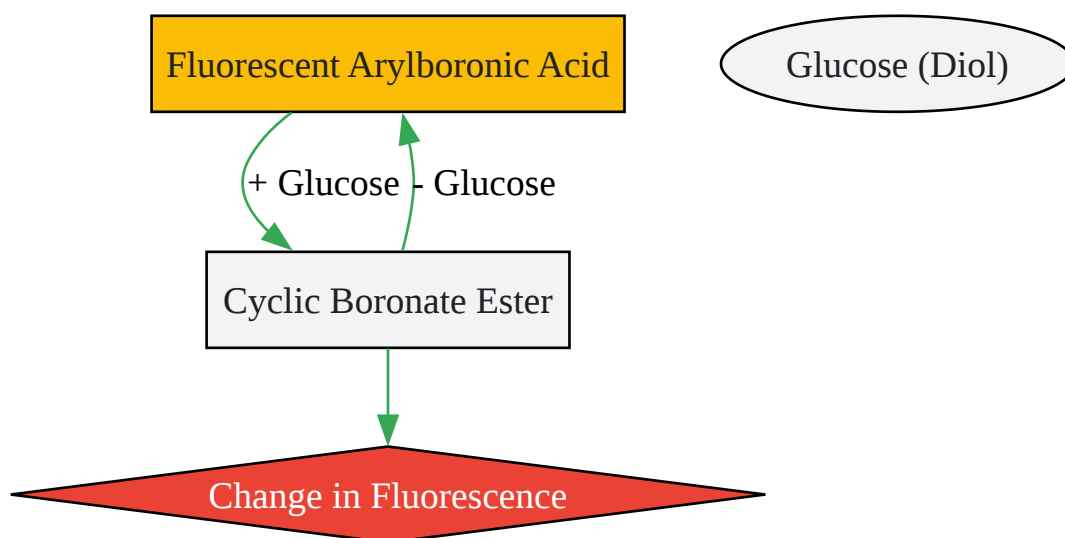 Fluorescent Arylboronic Acid
Glucose (Diol)
+ Glucose
- Glucose
Cyclic Boronate Ester
Change in Fluorescence